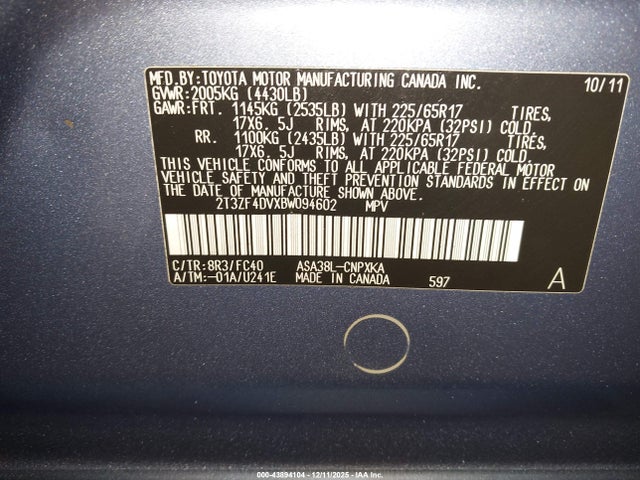 MFD.BY:TOYOTA MOTOR MANUFACTURING CANADA INC. 10/11
GVWR:2005KG (4430LB)
GAWR:FRT. 1145KG (2535LB) WITH 225/65R17 TIRES,
17X6. 5J RIMS, AT 220KPA (32PSI) COLD.
RR. 1100KG (2435LB) WITH 225/65R17 TIRES,
17X6. 5J RIMS, AT 220KPA (32PSI) COLD.
THIS VEHICLE CONFORMS TO ALL APPLICABLE FEDERAL MOTOR
VEHICLE SAFETY AND THEFT PREVENTION STANDARDS IN EFFECT ON
THE DATE OF MANUFACTURE SHOWN ABOVE.
2T3ZF4DVXBW094602 MPV
C/TR:8R3/FC40 ASA38L-CNPXKA
A/TM:-01A/U241E MADE IN CANADA 597 A
000-43894104 - 12/11/2025 - IAA Inc.